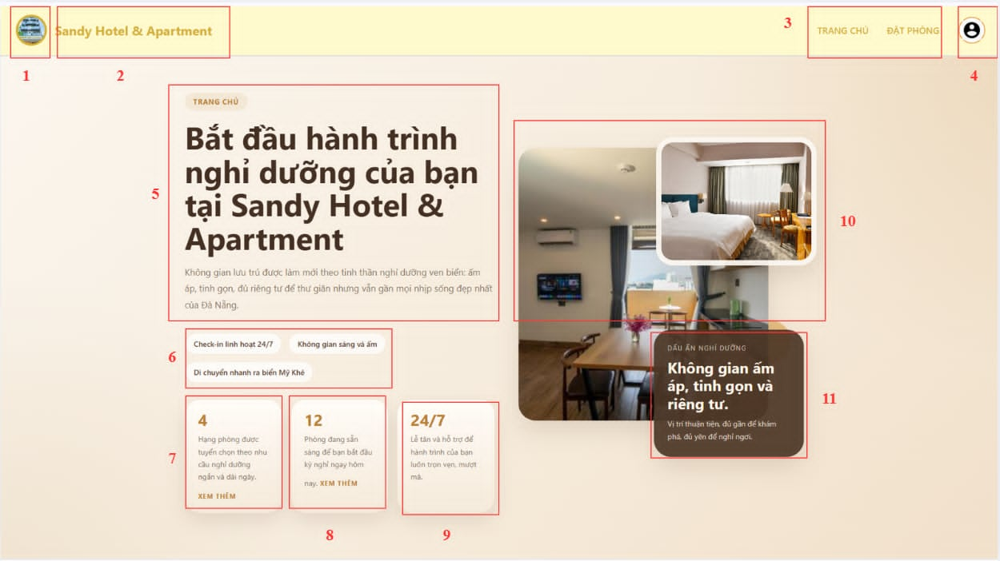 Sandy Hotel & Apartment
3
TRANG CHỦ
ĐẶT PHÒNG
1
2
4
TRANG CHỦ
Bắt đầu hành trình
nghỉ dưỡng của bạn
tại Sandy Hotel &
Apartment
5
Không gian lưu trú được làm mới theo tinh thần nghỉ dưỡng ven biển: ấm
áp, tinh gọn, đủ riêng tư để thư giãn nhưng vẫn gần mọi nhịp sống đẹp nhất
của Đà Nẵng.
10
6
Check-in linh hoạt 24/7
Không gian sáng và ấm
Di chuyển nhanh ra biển Mỹ Khê
DẤU ẤN NGHỈ DƯỠNG
Không gian ấm
áp, tinh gọn và
riêng tư.
Vị trí thuận tiện, đủ gần để khám
phá, đủ yên để nghỉ ngơi.
11
7
4
Hạng phòng được
tuyển chọn theo nhu
cầu nghỉ dưỡng
ngắn và dài ngày.
XEM THÊM
12
Phòng đang sẵn
sàng để bạn bắt đầu
kỳ nghỉ ngay hôm
nay. XEM THÊM
24/7
Lễ tân và hỗ trợ để
hành trình của bạn
luôn trọn vẹn, mượt
mà.
8
9